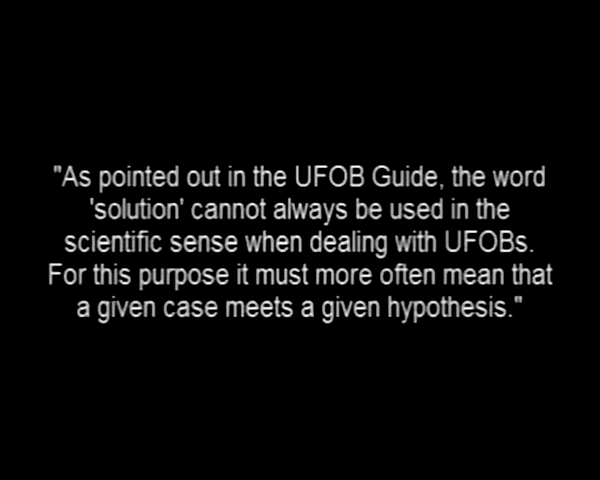 "As pointed out in the UFOB Guide, the word
'solution' cannot always be used in the
scientific sense when dealing with UFOBs.
For this purpose it must more often mean that
a given case meets a given hypothesis."